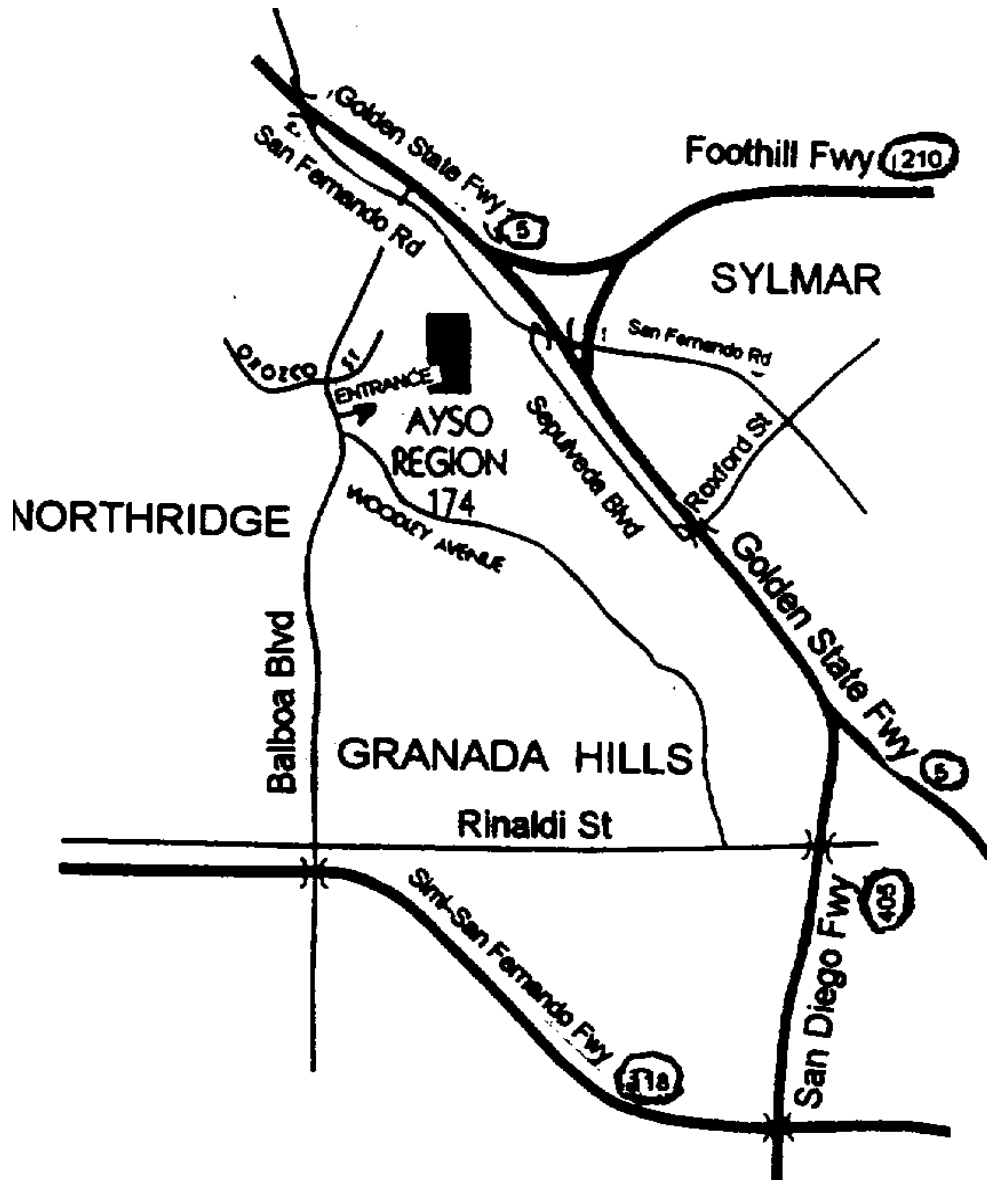 Golden State Fwy
5
San Fernando Rd
Foothill Fwy 210
SYLMAR
San Fernando Rd
OROZCO ST
ENTRANCE
AYSO
REGION
174
Sepulveda Blvd
Roxford St
NORTHRIDGE
WOODLEY AVENUE
Golden State Fwy
5
Balboa Blvd
GRANADA HILLS
Rinaldi St
Simi-San Fernando Fwy
118
405
San Diego Fwy